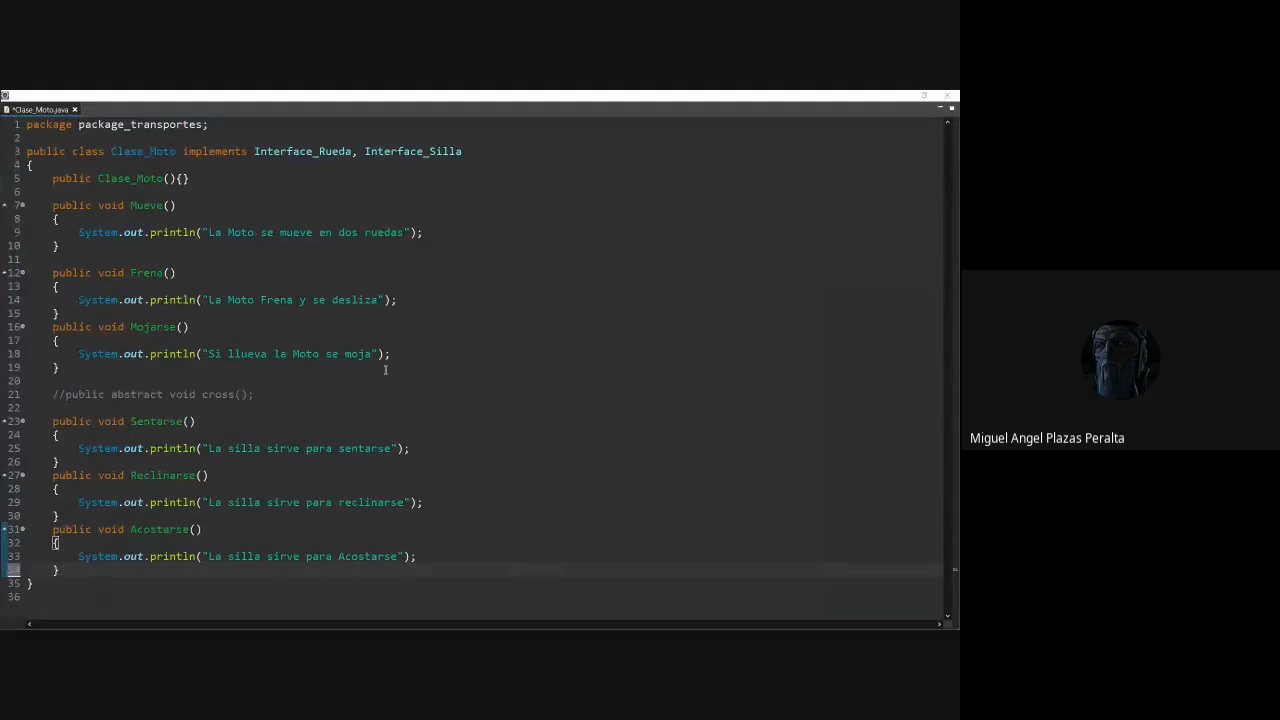 *Clase_Moto.java
1 package package_transportes;
2
3 public class Clase_Moto implements Interface_Rueda, Interface_Silla
4 {
5 public Clase_Moto(){}
6
7 public void Mueve()
8 {
9 System.out.println("La Moto se mueve en dos ruedas");
10 }
11
12 public void Frena()
13 {
14 System.out.println("La Moto Frena y se desliza");
15 }
16 public void Mojarse()
17 {
18 System.out.println("Si llueva la Moto se moja");
19 }
20
21 //public abstract void cross();
22
23 public void Sentarse()
24 {
25 System.out.println("La silla sirve para sentarse");
26 }
27 public void Reclinarse()
28 {
29 System.out.println("La silla sirve para reclinarse");
30 }
31 public void Acostarse()
32 {
33 System.out.println("La silla sirve para Acostarse");
34 }
35 }
36
Miguel Angel Plazas Peralta